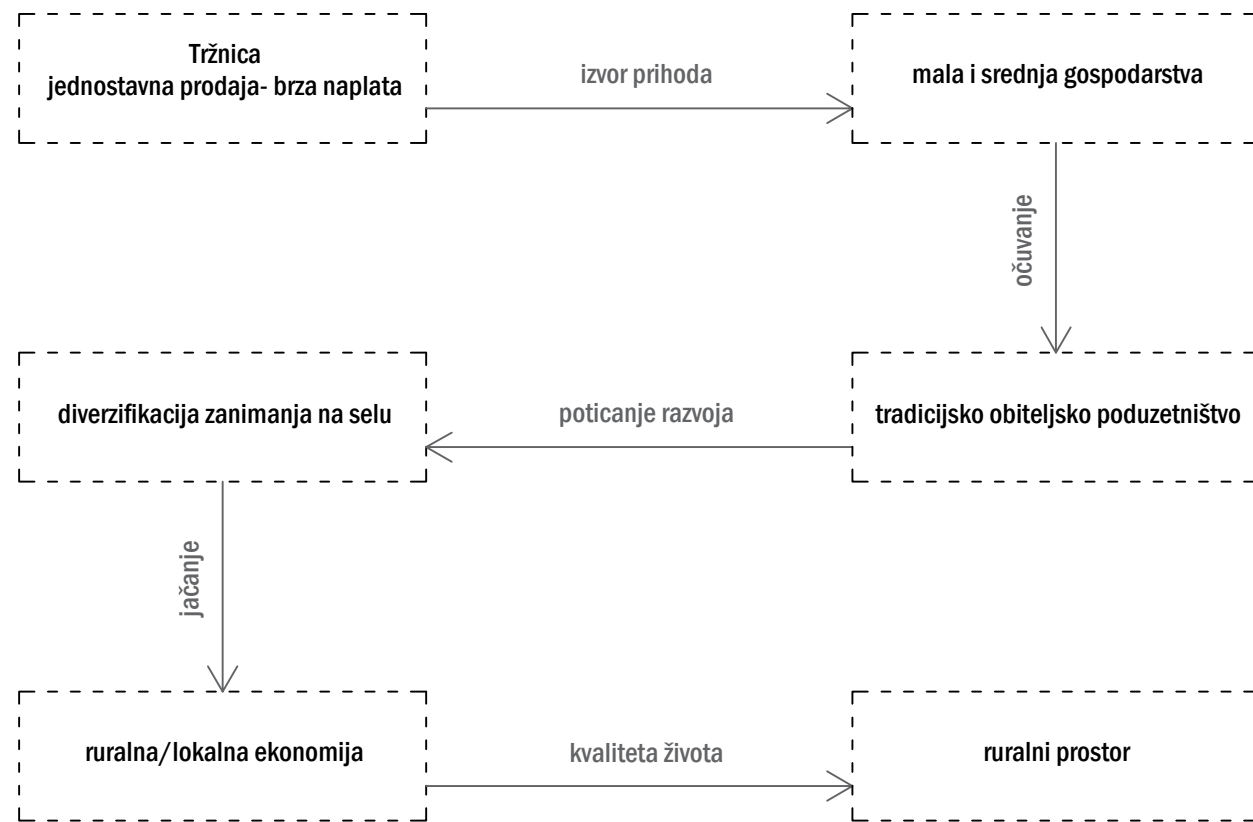 Tržnica
jednostavna prodaja- brza naplata
izvor prihoda
mala i srednja gospodarstva
očuvanje
tradicijsko obiteljsko poduzetništvo
poticanje razvoja
diverzifikacija zanimanja na selu
jačanje
ruralna/lokalna ekonomija
kvaliteta života
ruralni prostor